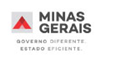 MINAS
GERAIS
GOVERNO DIFERENTE.
ESTADO EFICIENTE.